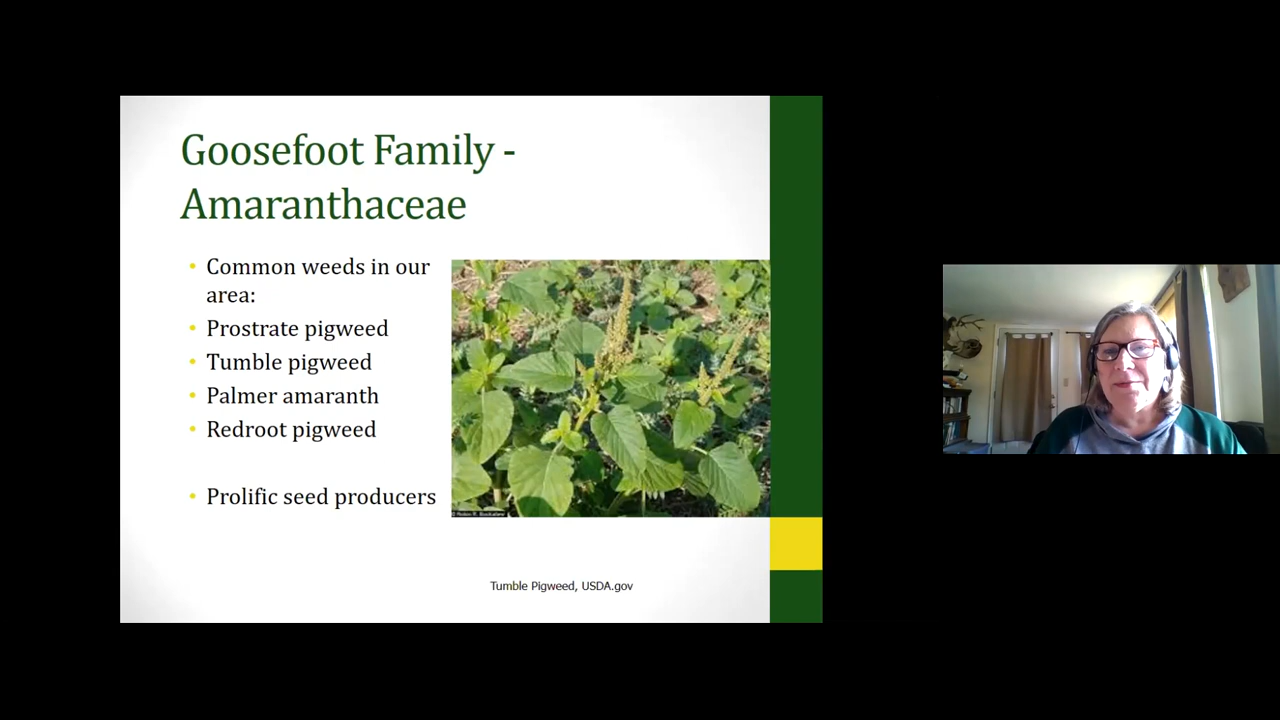 Goosefoot Family -
Amaranthaceae
• Common weeds in our
area:
• Prostrate pigweed
• Tumble pigweed
• Palmer amaranth
• Redroot pigweed
• Prolific seed producers
Tumble Pigweed, USDA.gov